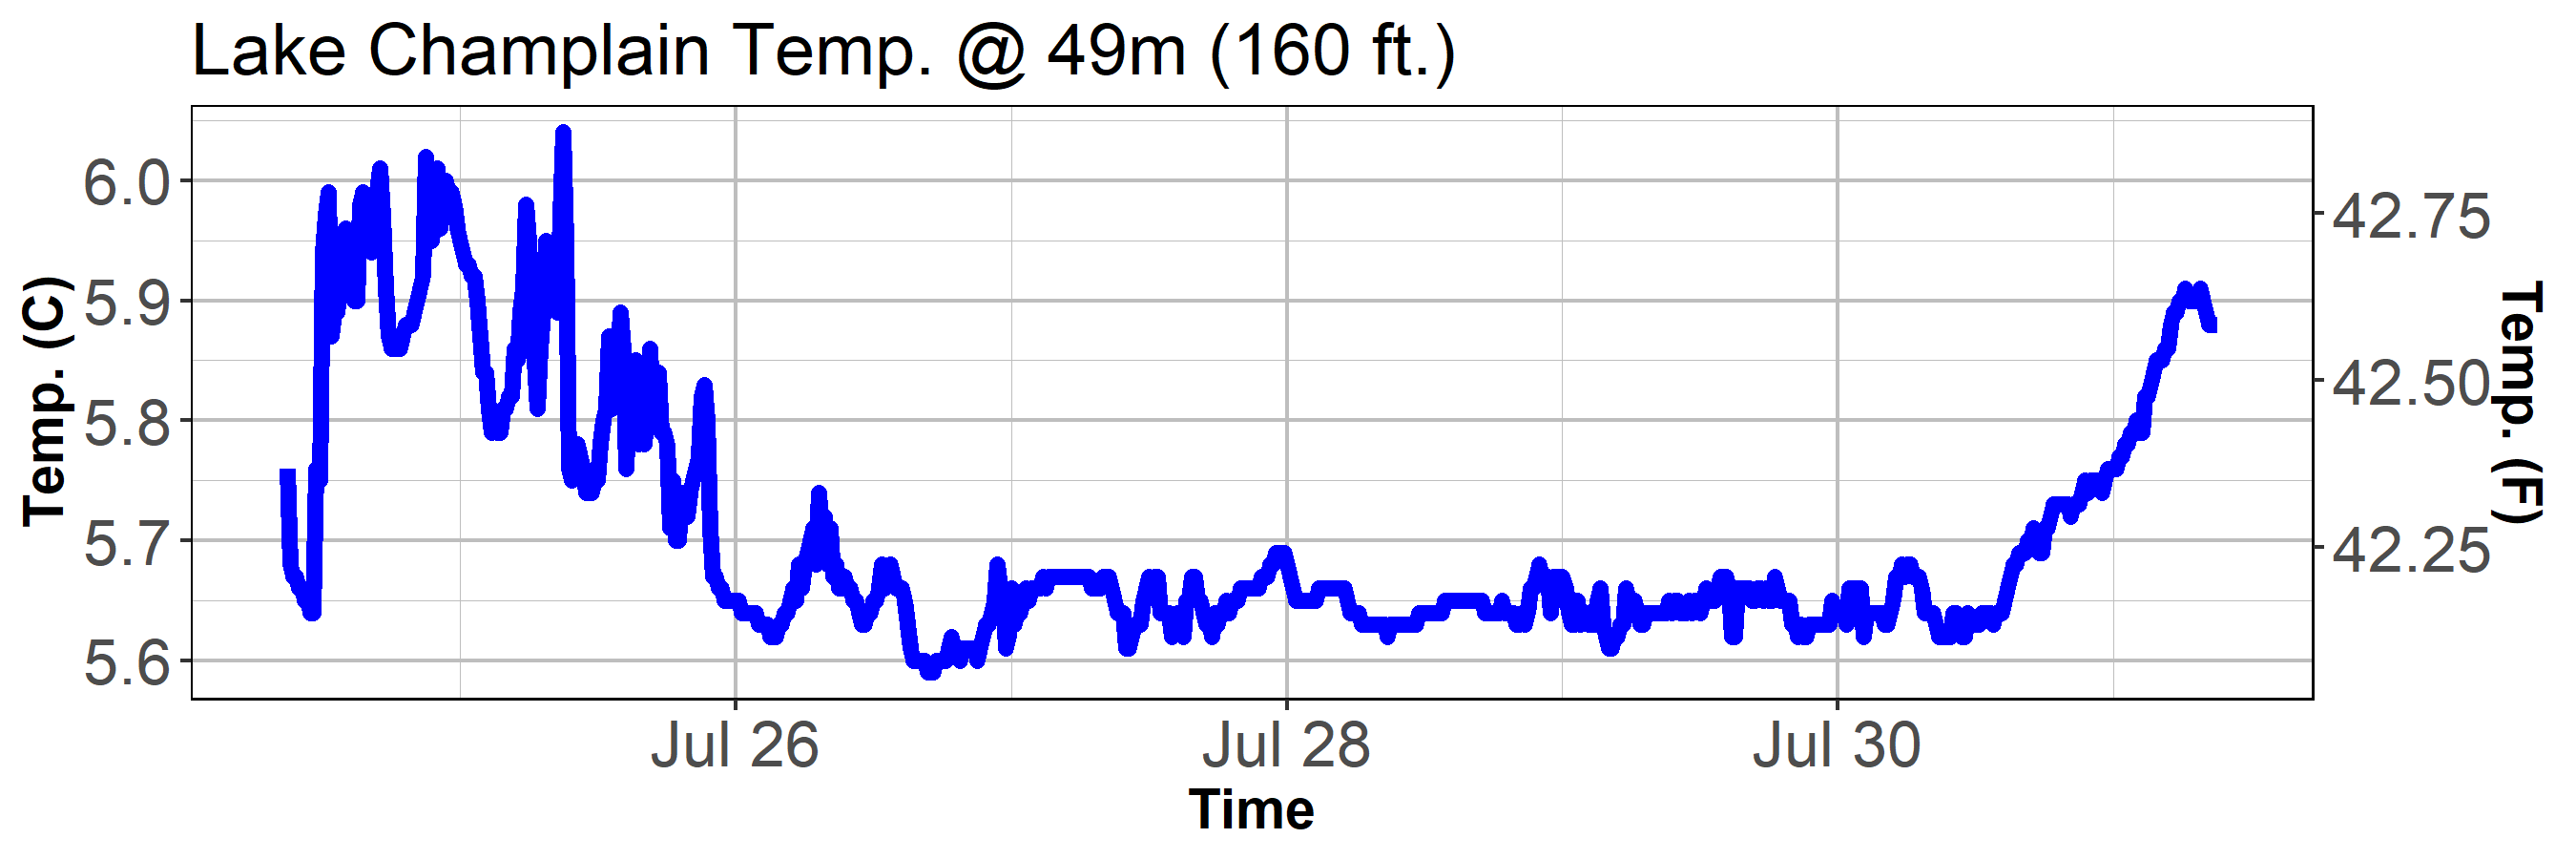 Lake Champlain Temp. @ 49m (160 ft.)
Temp. (C)
6.0
5.9
5.8
5.7
5.6
42.75
42.50
42.25
Temp. (F)
Jul 26
Jul 28
Jul 30
Time